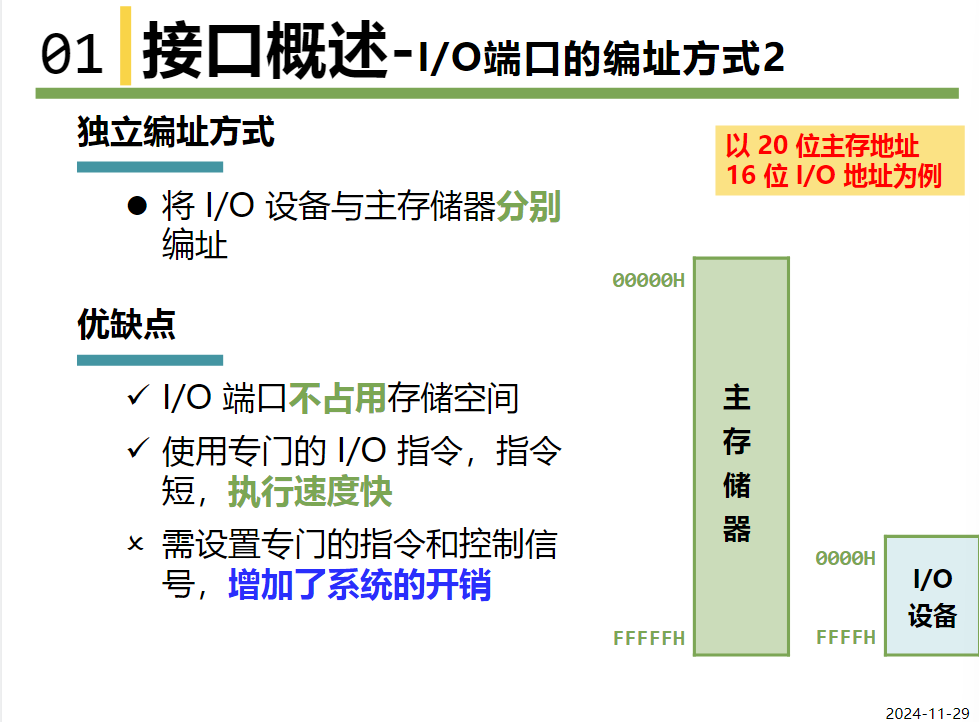 01 接口概述-I/O端口的编址方式2
独立编址方式
以 20 位主存地址
16 位 I/O 地址为例
● 将 I/O 设备与主存储器分别
编址
优缺点
✓ I/O 端口不占用存储空间
✓ 使用专门的 I/O 指令，指令
短，执行速度快
× 需设置专门的指令和控制信
号，增加了系统的开销
00000H
主
存
储
器
FFFFFH
0000H
I/O
设备
FFFFH
2024-11-29